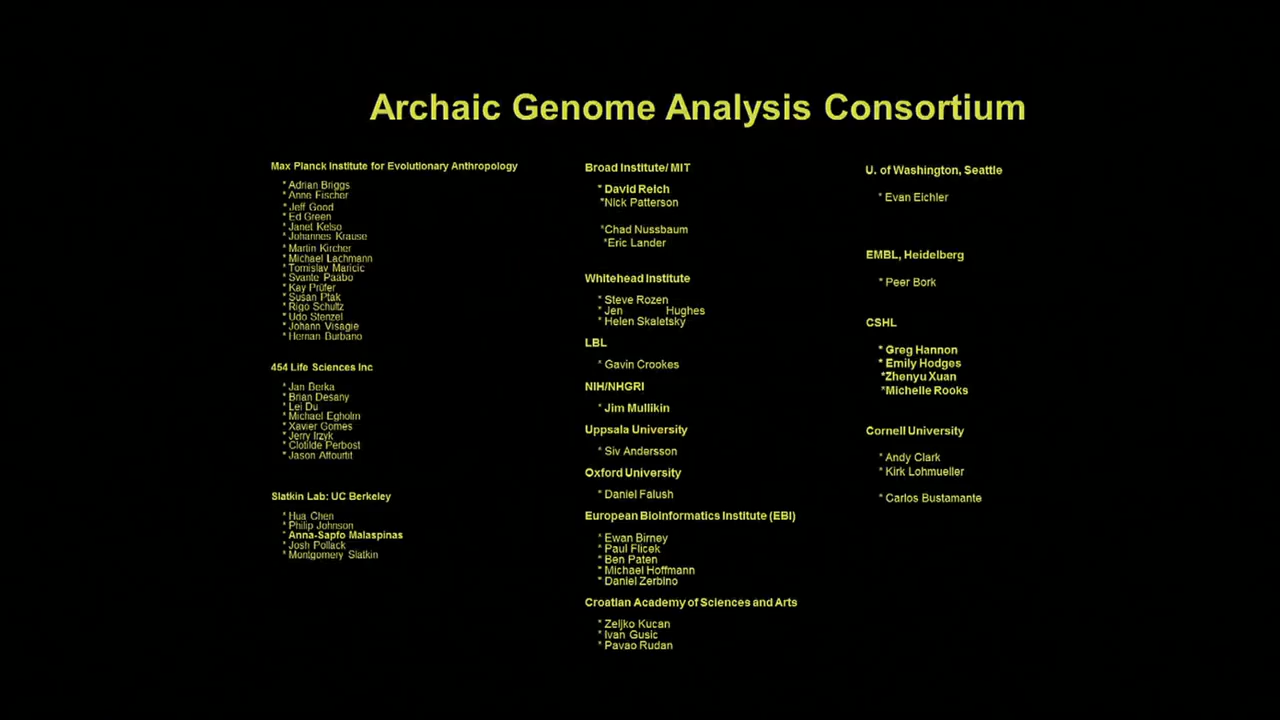 Archaic Genome Analysis Consortium
Max Planck Institute for Evolutionary Anthropology
* Adrian Briggs
* Anne Fischer
* Jeff Good
* Ed Green
* Janet Kelso
* Johannes Krause
* Martin Kircher
* Michael Lachmann
* Tomislav Maricic
* Svante Pääbo
* Kay Prüfer
* Susan Ptak
* Rigo Schultz
* Udo Stenzel
* Johann Visagie
* Hernan Burbano
454 Life Sciences Inc
* Jan Berka
* Brian Desany
* Lei Du
* Michael Egholm
* Xavier Gomes
* Jerry Irzyk
* Clotilde Perbost
* Jason Affourtit
Slatkin Lab: UC Berkeley
* Hua Chen
* Philip Johnson
* Anna-Sapfo Malaspinas
* Josh Pollack
* Montgomery Slatkin
Broad Institute/ MIT
* David Reich
*Nick Patterson
*Chad Nussbaum
*Eric Lander
Whitehead Institute
* Steve Rozen
* Jen Hughes
* Helen Skaletsky
LBL
* Gavin Crookes
NIH/NHGRI
* Jim Mullikin
Uppsala University
* Siv Andersson
Oxford University
* Daniel Falush
European Bioinformatics Institute (EBI)
* Ewan Birney
* Paul Flicek
* Ben Paten
* Michael Hoffmann
* Daniel Zerbino
Croatian Academy of Sciences and Arts
* Zeljko Kucan
* Ivan Gusic
* Pavao Rudan
U. of Washington, Seattle
* Evan Eichler
EMBL, Heidelberg
* Peer Bork
CSHL
* Greg Hannon
* Emily Hodges
*Zhenyu Xuan
*Michelle Rooks
Cornell University
* Andy Clark
* Kirk Lohmueller
* Carlos Bustamante